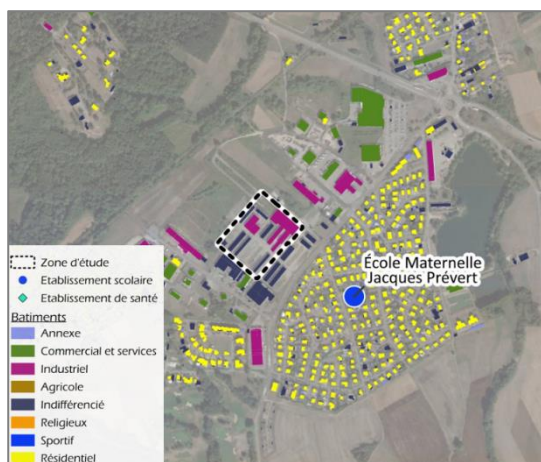 École Maternelle
Jacques Prévert
Zone d'étude
Etablissement scolaire
Etablissement de santé
Batiments
Annexe
Commercial et services
Industriel
Agricole
Indifférencié
Religieux
Sportif
Résidentiel